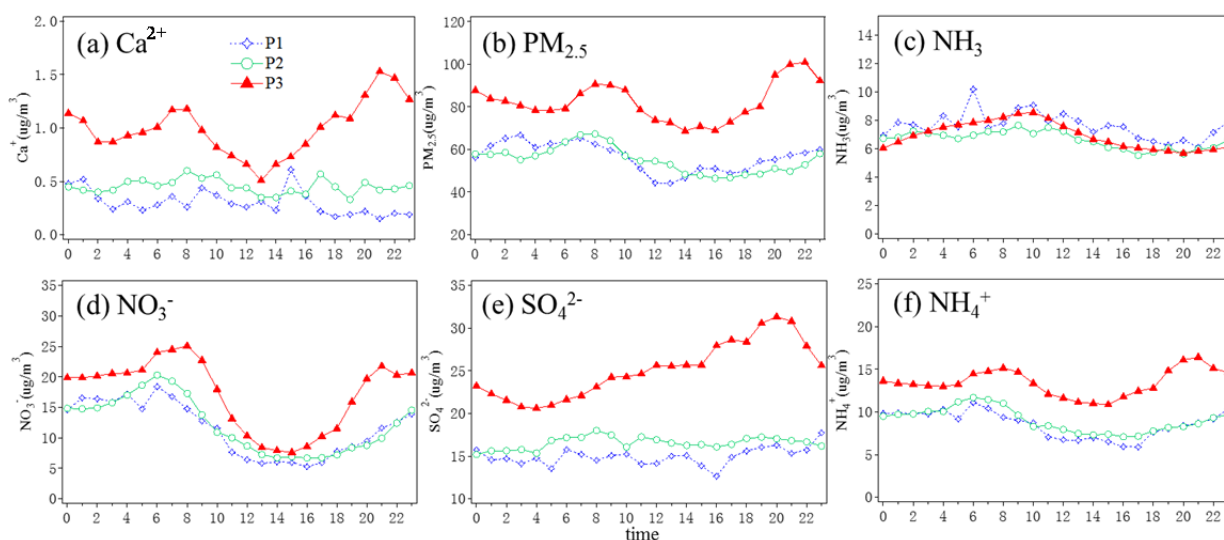 (a) Ca²⁺
P1
P2
P3
Ca⁺ (ug/m³)
2.0
1.5
1.0
0.5
0.0
0 2 4 6 8 10 12 14 16 18 20 22
(b) PM₂.₅
PM₂.₅(ug/m³)
120
100
80
60
40
20
0 2 4 6 8 10 12 14 16 18 20 22
(c) NH₃
NH₃(ug/m³)
14
12
10
8
6
4
2
0
0 2 4 6 8 10 12 14 16 18 20 22
(d) NO₃⁻
NO₃⁻(ug/m³)
35
30
25
20
15
10
5
0
0 2 4 6 8 10 12 14 16 18 20 22
(e) SO₄²⁻
SO₄²⁻ (ug/m³)
35
30
25
20
15
10
0 2 4 6 8 10 12 14 16 18 20 22
time
(f) NH₄⁺
NH₄⁺ (ug/m³)
25
20
15
10
5
0
0 2 4 6 8 10 12 14 16 18 20 22